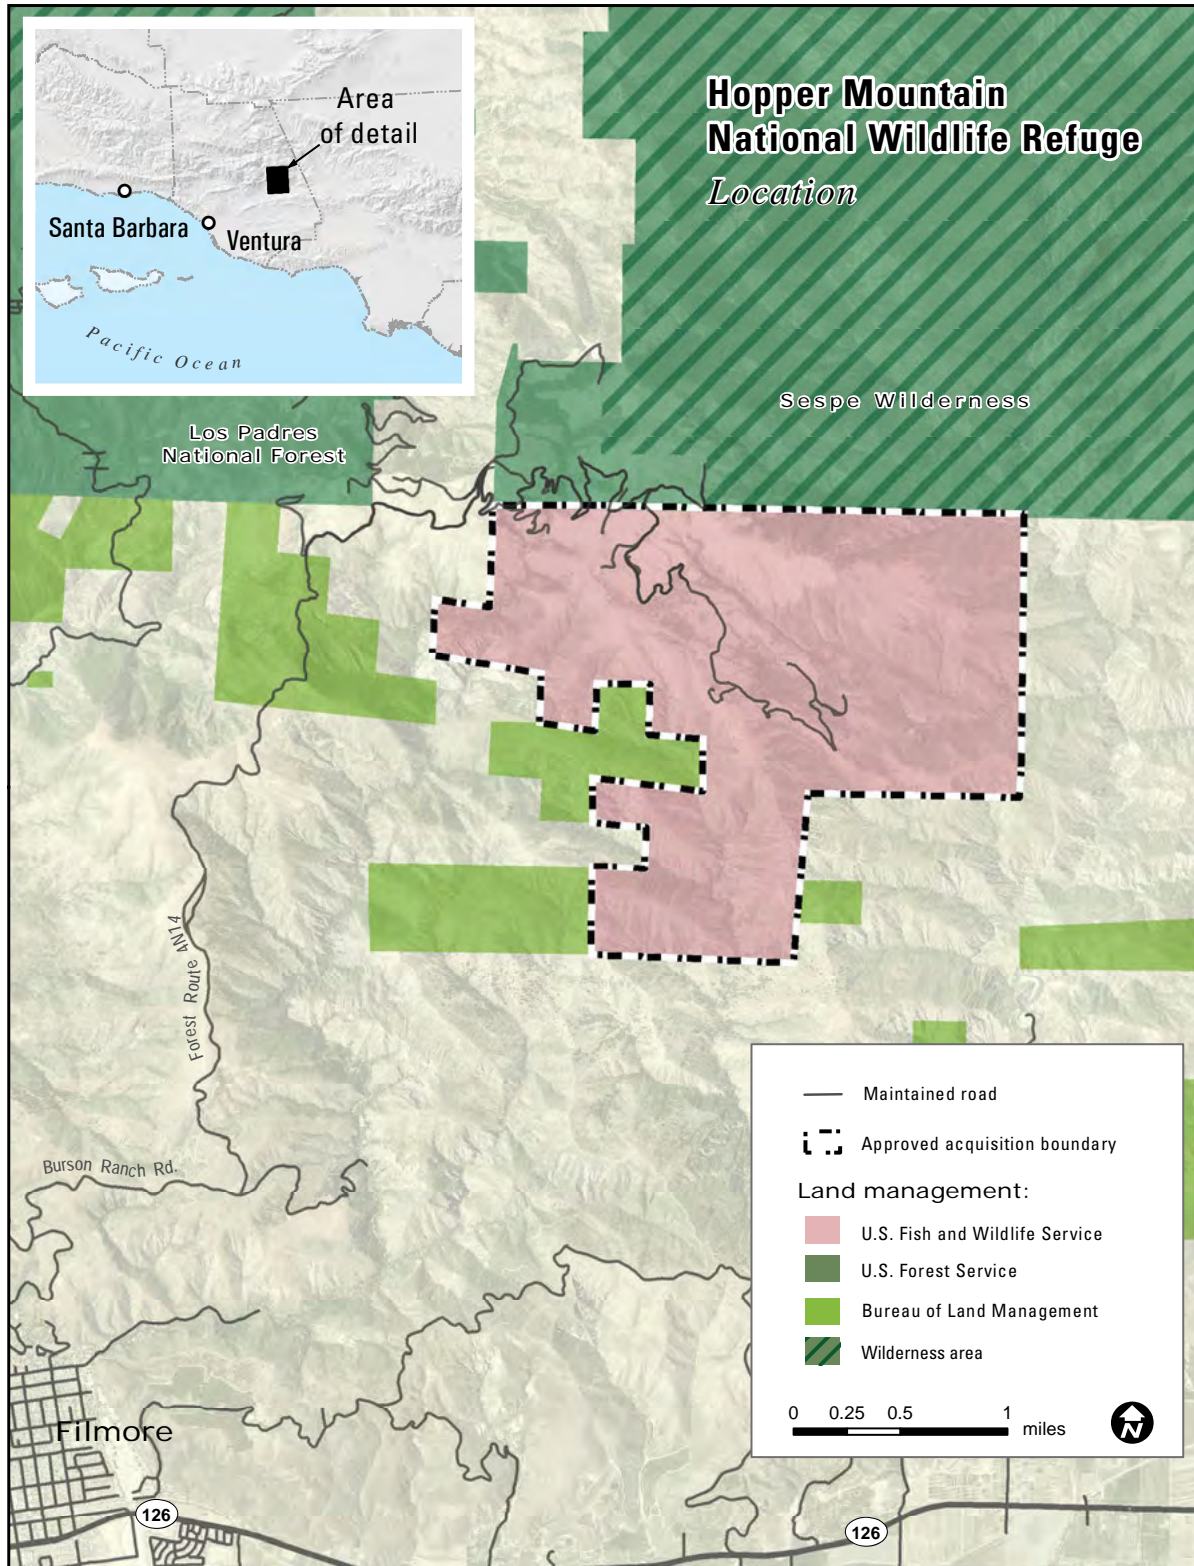 Hopper Mountain
National Wildlife Refuge
Location
Area
of detail
Santa Barbara
Ventura
Pacific Ocean
Los Padres
National Forest
Sespe Wilderness
Forest Route 4N14
Burson Ranch Rd.
Filmore
126
126
Maintained road
Approved acquisition boundary
Land management:
U.S. Fish and Wildlife Service
U.S. Forest Service
Bureau of Land Management
Wilderness area
0 0.25 0.5 1 miles
N